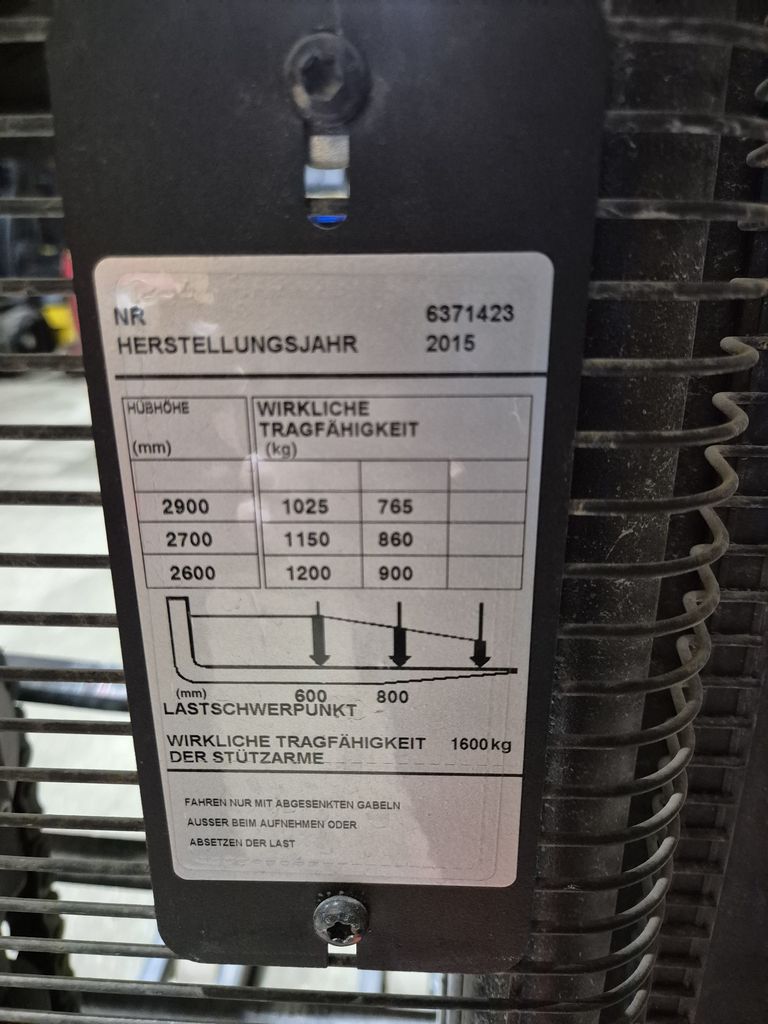 NR 6371423
HERSTELLUNGSJAHR 2015
HÜBHÖHE WIRKLICHE
TRAGFÄHIGKEIT
(mm) (kg)
2900 1025 765
2700 1150 860
2600 1200 900
(mm) 600 800
LASTSCHWERPUNKT
WIRKLICHE TRAGFÄHIGKEIT 1600 kg
DER STÜTZARME
FAHREN NUR MIT ABGESENKTEN GABELN
AUSSER BEIM AUFNEHMEN ODER
ABSETZEN DER LAST